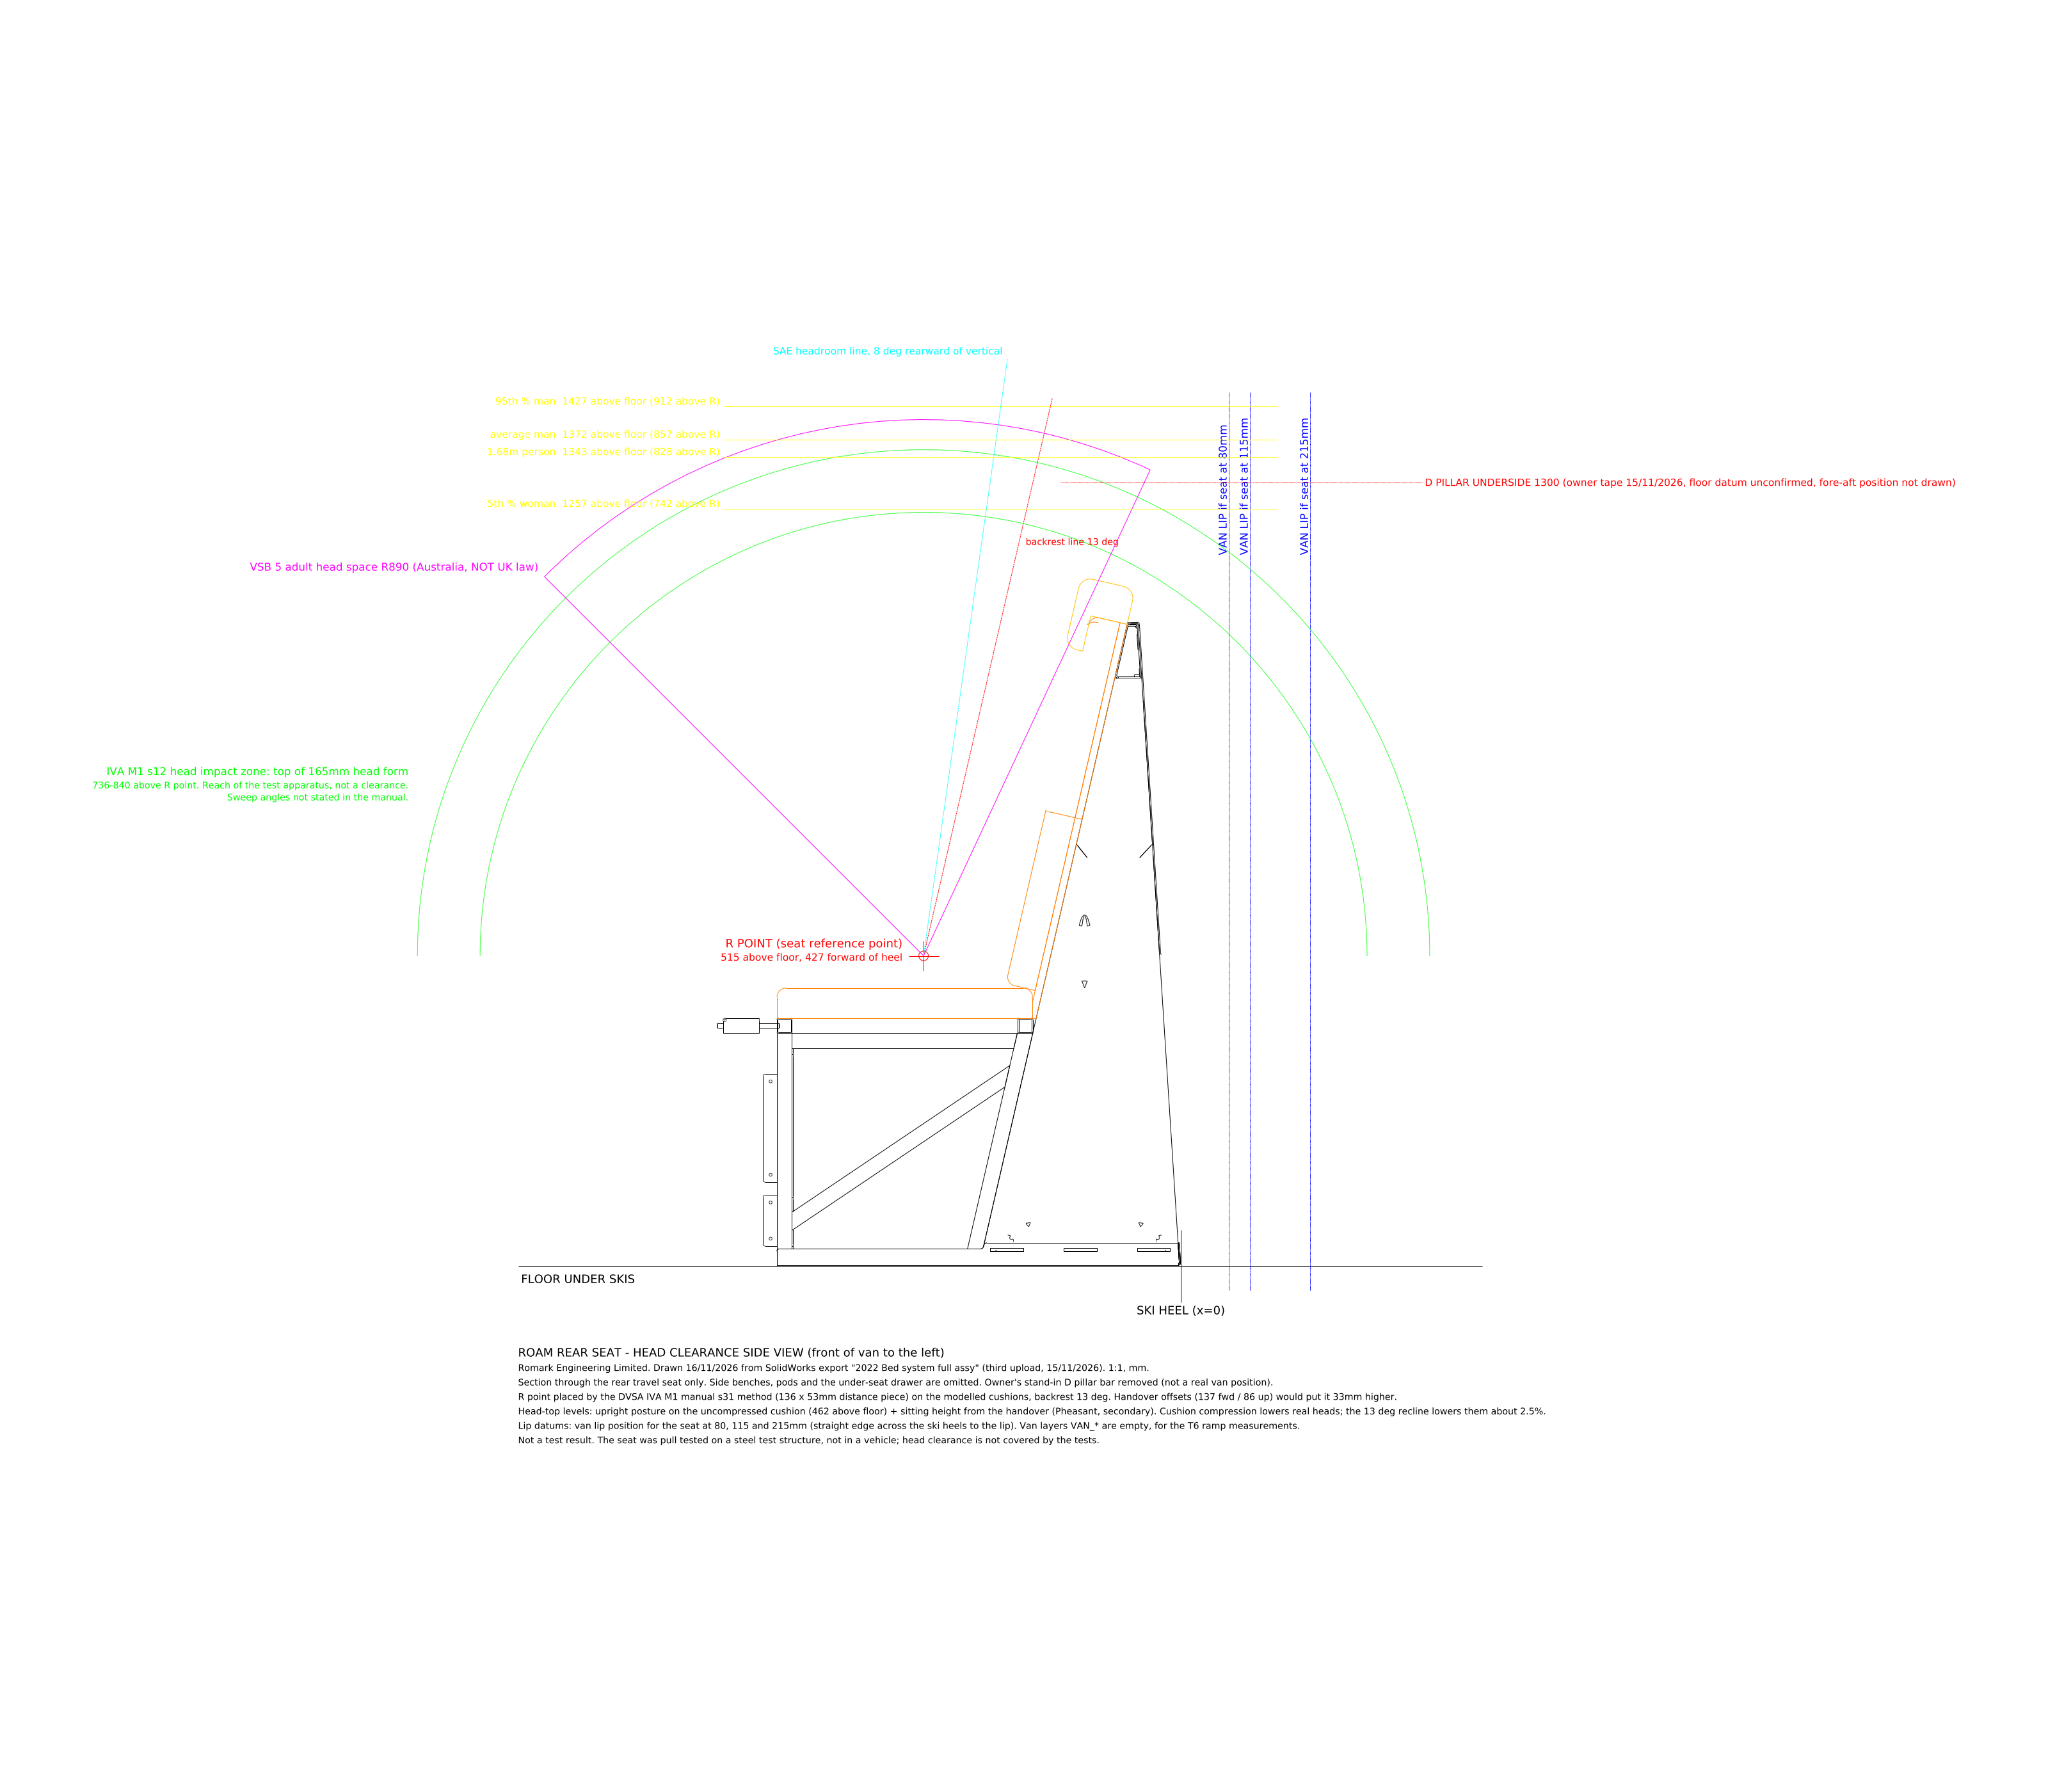 SAE headroom line, 8 deg rearward of vertical
95th % man  1427 above floor (912 above R)
average man  1372 above floor (857 above R)
1.68m person  1343 above floor (828 above R)
5th % woman  1257 above floor (742 above R)
VAN LIP if seat at 80mm
VAN LIP if seat at 115mm
VAN LIP if seat at 215mm
D PILLAR UNDERSIDE 1300 (owner tape 15/11/2026, floor datum unconfirmed, fore-aft position not drawn)
backrest line 13 deg
VSB 5 adult head space R890 (Australia, NOT UK law)
IVA M1 s12 head impact zone: top of 165mm head form
736-840 above R point. Reach of the test apparatus, not a clearance.
Sweep angles not stated in the manual.
R POINT (seat reference point)
515 above floor, 427 forward of heel
FLOOR UNDER SKIS
SKI HEEL (x=0)
ROAM REAR SEAT - HEAD CLEARANCE SIDE VIEW (front of van to the left)
Romark Engineering Limited. Drawn 16/11/2026 from SolidWorks export "2022 Bed system full assy" (third upload, 15/11/2026). 1:1, mm.
Section through the rear travel seat only. Side benches, pods and the under-seat drawer are omitted. Owner's stand-in D pillar bar removed (not a real van position).
R point placed by the DVSA IVA M1 manual s31 method (136 x 53mm distance piece) on the modelled cushions, backrest 13 deg. Handover offsets (137 fwd / 86 up) would put it 33mm higher.
Head-top levels: upright posture on the uncompressed cushion (462 above floor) + sitting height from the handover (Pheasant, secondary). Cushion compression lowers real heads; the 13 deg recline lowers them about 2.5%.
Lip datums: van lip position for the seat at 80, 115 and 215mm (straight edge across the ski heels to the lip). Van layers VAN_* are empty, for the T6 ramp measurements.
Not a test result. The seat was pull tested on a steel test structure, not in a vehicle; head clearance is not covered by the tests.